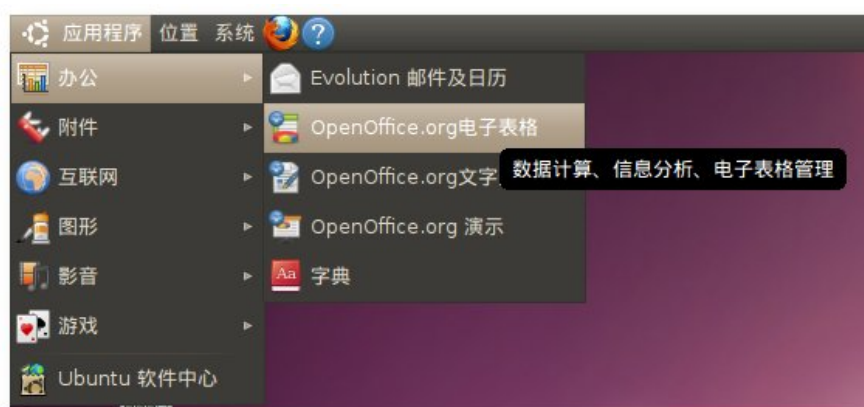 应用程序 位置 系统
办公
附件
互联网
图形
影音
游戏
Ubuntu 软件中心
Evolution 邮件及日历
OpenOffice.org电子表格
OpenOffice.org文字
数据计算、信息分析、电子表格管理
OpenOffice.org 演示
Aa 字典